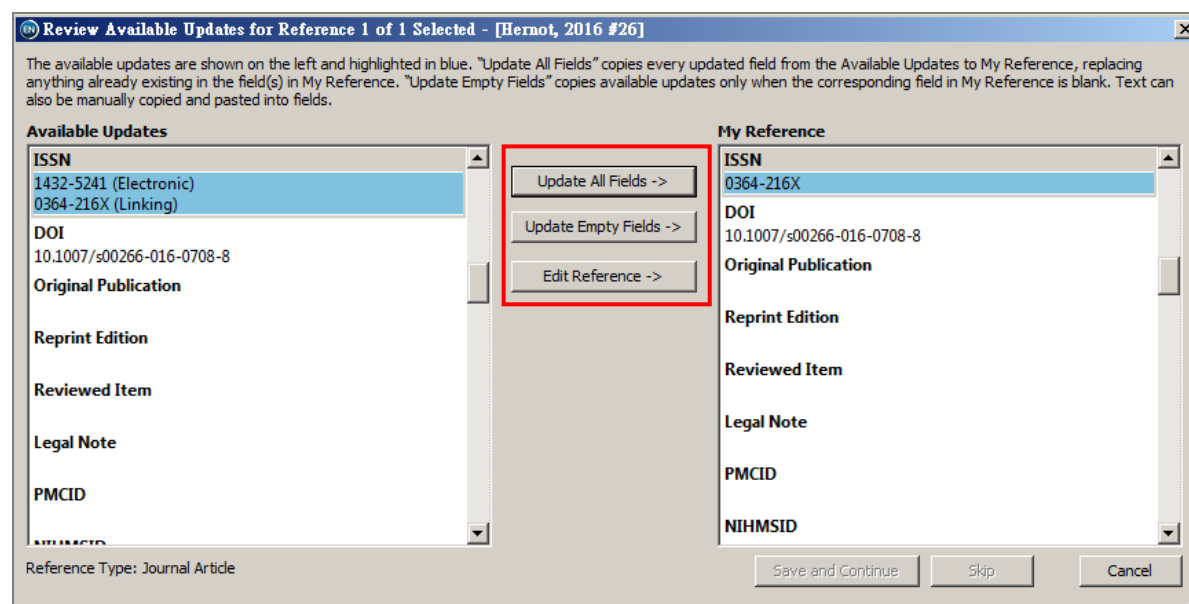 Review Available Updates for Reference 1 of 1 Selected - [Hernot, 2016 #26]
The available updates are shown on the left and highlighted in blue. "Update All Fields" copies every updated field from the Available Updates to My Reference, replacing
anything already existing in the field(s) in My Reference. "Update Empty Fields" copies available updates only when the corresponding field in My Reference is blank. Text can
also be manually copied and pasted into fields.
Available Updates
ISSN
1432-5241 (Electronic)
0364-216X (Linking)
DOI
10.1007/s00266-016-0708-8
Original Publication
Reprint Edition
Reviewed Item
Legal Note
PMCID
Update All Fields ->
Update Empty Fields ->
Edit Reference ->
My Reference
ISSN
0364-216X
DOI
10.1007/s00266-016-0708-8
Original Publication
Reprint Edition
Reviewed Item
Legal Note
PMCID
NIHMSID
Reference Type: Journal Article
Save and Continue
Skip
Cancel